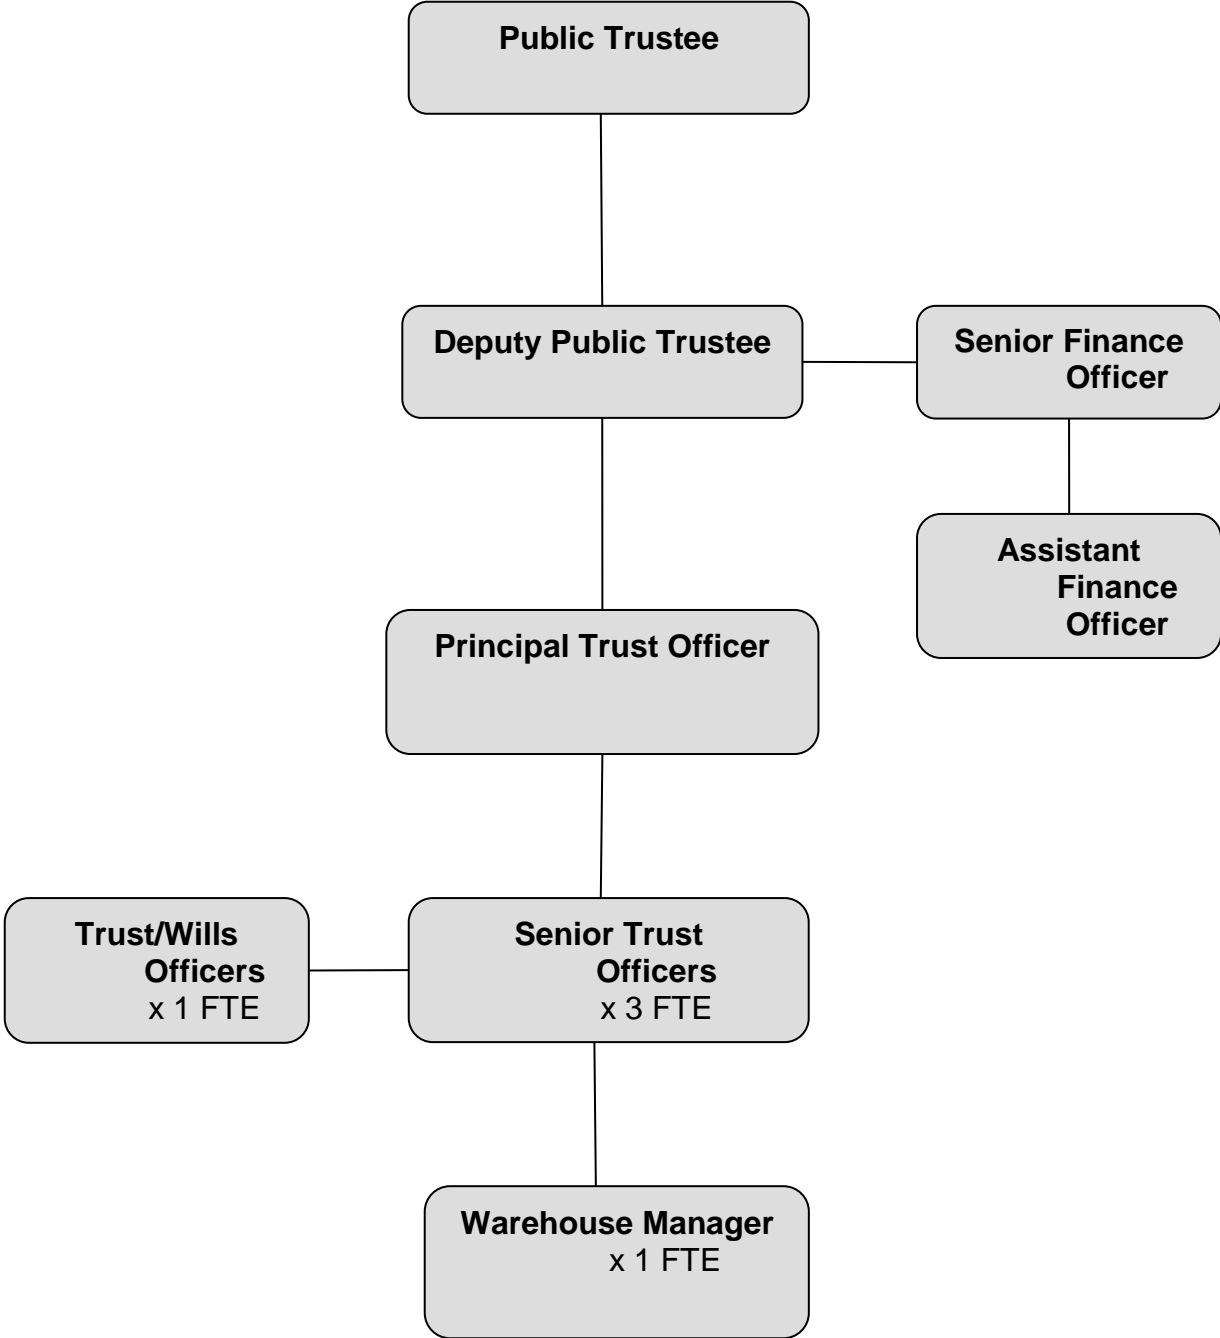 Public Trustee
Deputy Public Trustee
Senior Finance
Officer
Assistant
Finance
Officer
Principal Trust Officer
Trust/Wills
Officers
x 1 FTE
Senior Trust
Officers
x 3 FTE
Warehouse Manager
x 1 FTE